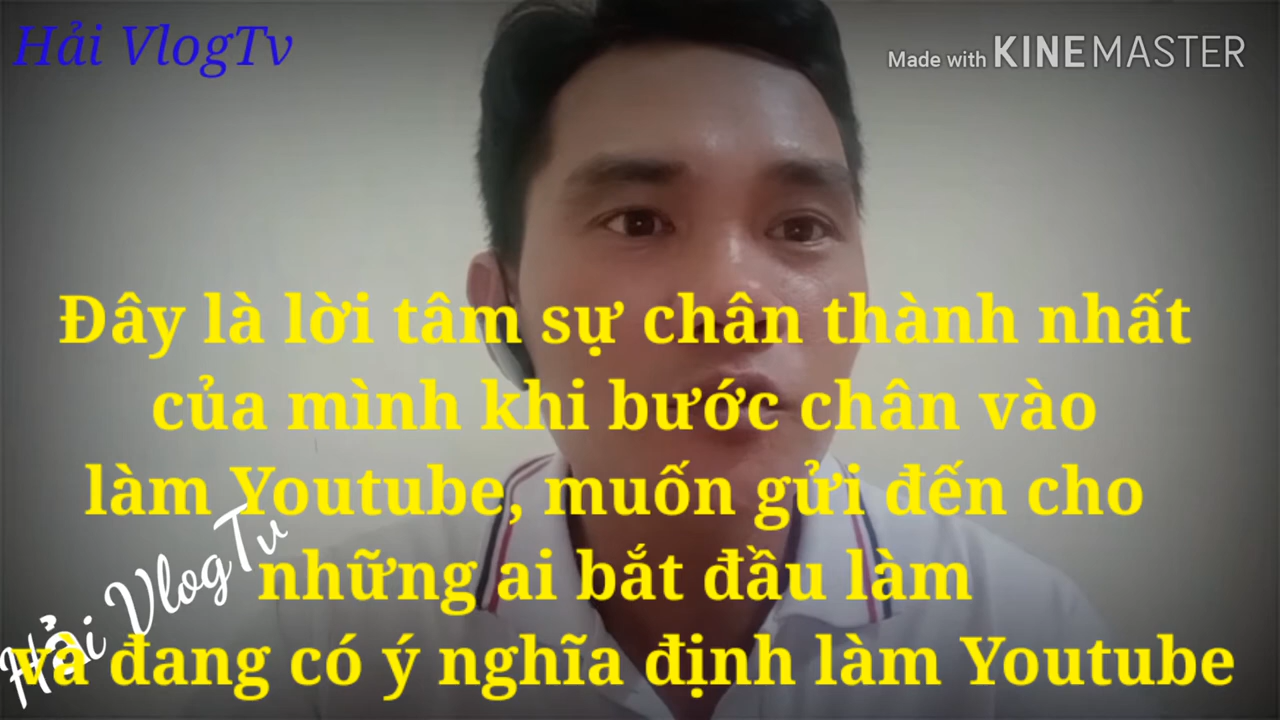 Hải VlogTv
Made with KINEMASTER
Đây là lời tâm sự chân thành nhất
của mình khi bước chân vào
làm Youtube, muốn gửi đến cho
những ai bắt đầu làm
và đang có ý nghĩa định làm Youtube
Hải VlogTv